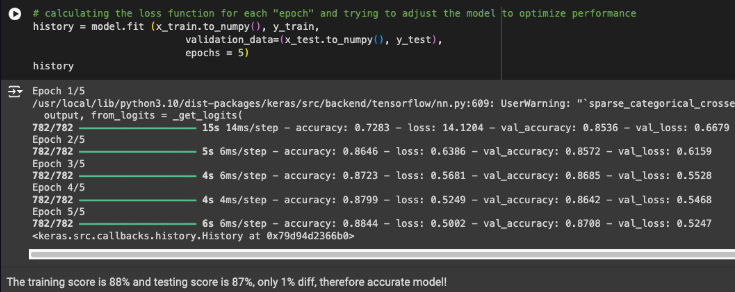 # calculating the loss function for each "epoch" and trying to adjust the model to optimize performance
history = model.fit (x_train.to_numpy(), y_train,
validation_data=(x_test.to_numpy(), y_test),
epochs = 5)
history
Epoch 1/5
/usr/local/lib/python3.10/dist-packages/keras/src/backend/tensorflow/nn.py:609: UserWarning: "`sparse_categorical_crosse
output, from_logits = _get_logits(
782/782 15s 14ms/step - accuracy: 0.7283 - loss: 14.1204 - val_accuracy: 0.8536 - val_loss: 0.6679
Epoch 2/5
782/782 5s 6ms/step - accuracy: 0.8646 - loss: 0.6386 - val_accuracy: 0.8572 - val_loss: 0.6159
Epoch 3/5
782/782 4s 6ms/step - accuracy: 0.8723 - loss: 0.5681 - val_accuracy: 0.8685 - val_loss: 0.5528
Epoch 4/5
782/782 4s 4ms/step - accuracy: 0.8799 - loss: 0.5249 - val_accuracy: 0.8642 - val_loss: 0.5468
Epoch 5/5
782/782 6s 6ms/step - accuracy: 0.8844 - loss: 0.5002 - val_accuracy: 0.8708 - val_loss: 0.5247
<keras.src.callbacks.history.History at 0x79d94d2366b0>
The training score is 88% and testing score is 87%, only 1% diff, therefore accurate model!